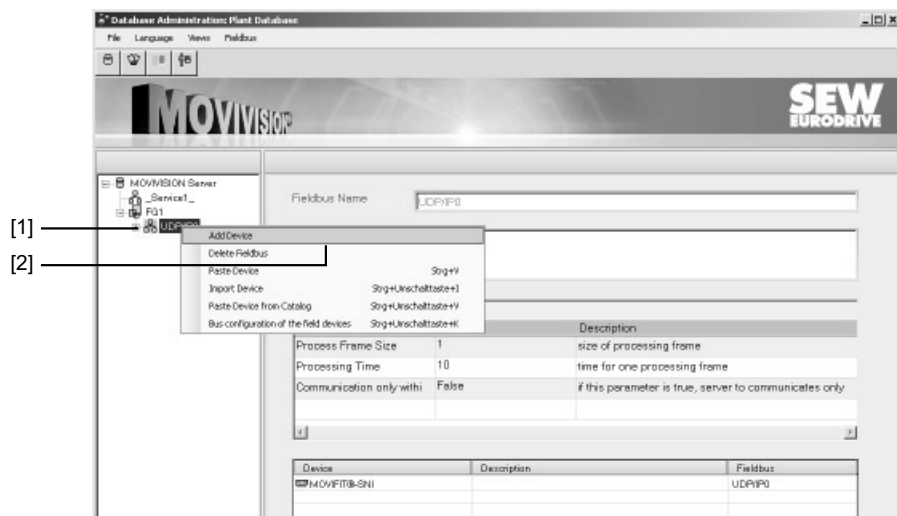 Database Administration: Plant Database
File Language Views Fieldbus
MOVIVISION
SEW
EURODRIVE
MOVIVISION Server
_Service1_
FG1
[1]
UDP/IP0
[2]
Fieldbus Name UDP/IP0
Add Device
Delete Fieldbus
Paste Device Strg+V
Import Device Strg+Umschalttaste+I
Paste Device from Catalog Strg+Umschalttaste+V
Bus configuration of the field devices Strg+Umschalttaste+K
Description
Process Frame Size 1 size of processing frame
Processing Time 10 time for one processing frame
Communication only withi False if this parameter is true, server to communicates only
Device Description Fieldbus
MOVIFIT®-SNI UDP/IP0